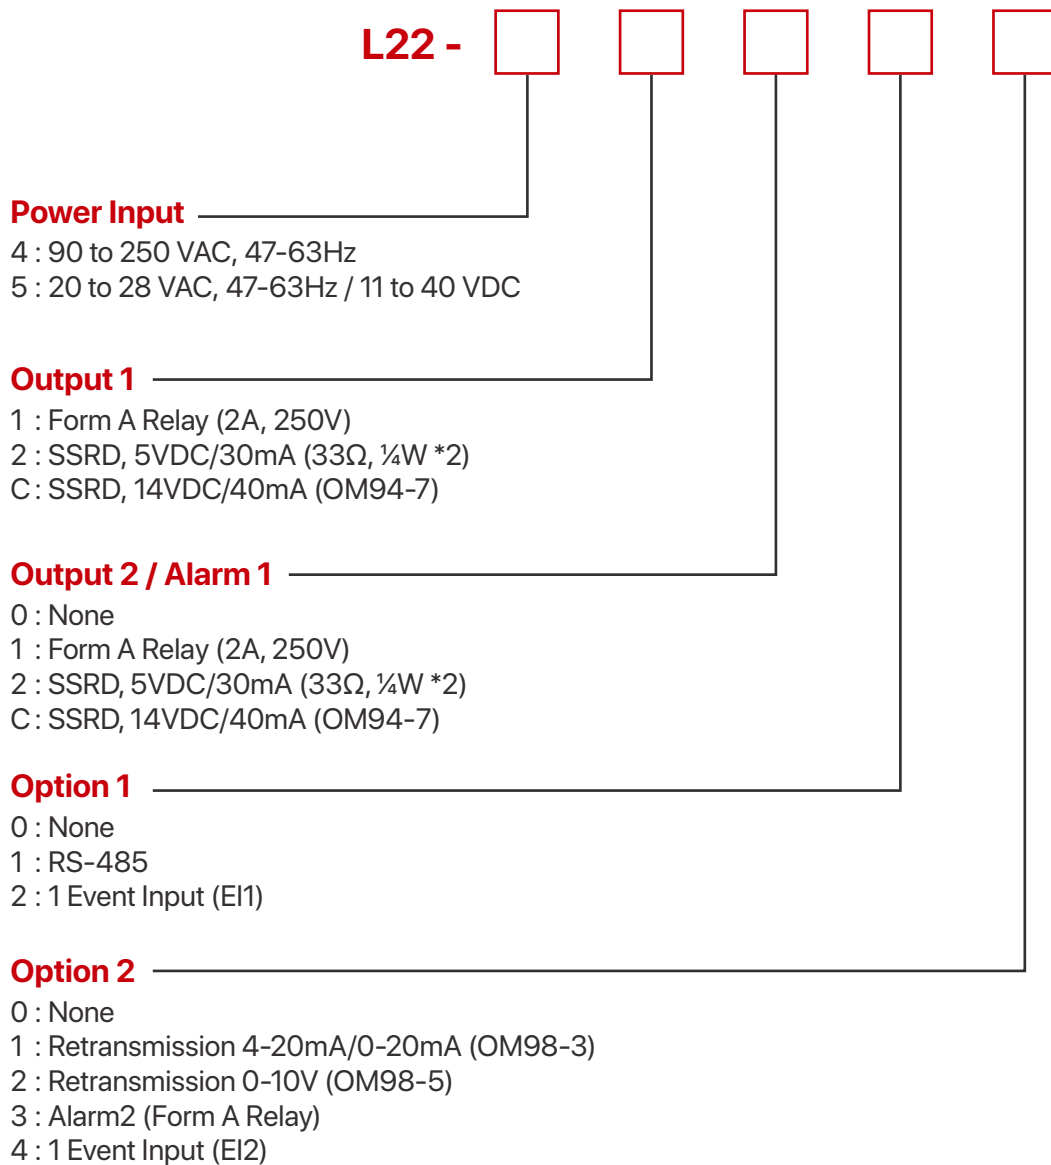 L22 -
Power Input
4 : 90 to 250 VAC, 47-63Hz
5 : 20 to 28 VAC, 47-63Hz / 11 to 40 VDC
Output 1
1 : Form A Relay (2A, 250V)
2 : SSRD, 5VDC/30mA (33Ω, ¼W *2)
C : SSRD, 14VDC/40mA (OM94-7)
Output 2 / Alarm 1
0 : None
1 : Form A Relay (2A, 250V)
2 : SSRD, 5VDC/30mA (33Ω, ¼W *2)
C : SSRD, 14VDC/40mA (OM94-7)
Option 1
0 : None
1 : RS-485
2 : 1 Event Input (EI1)
Option 2
0 : None
1 : Retransmission 4-20mA/0-20mA (OM98-3)
2 : Retransmission 0-10V (OM98-5)
3 : Alarm2 (Form A Relay)
4 : 1 Event Input (EI2)